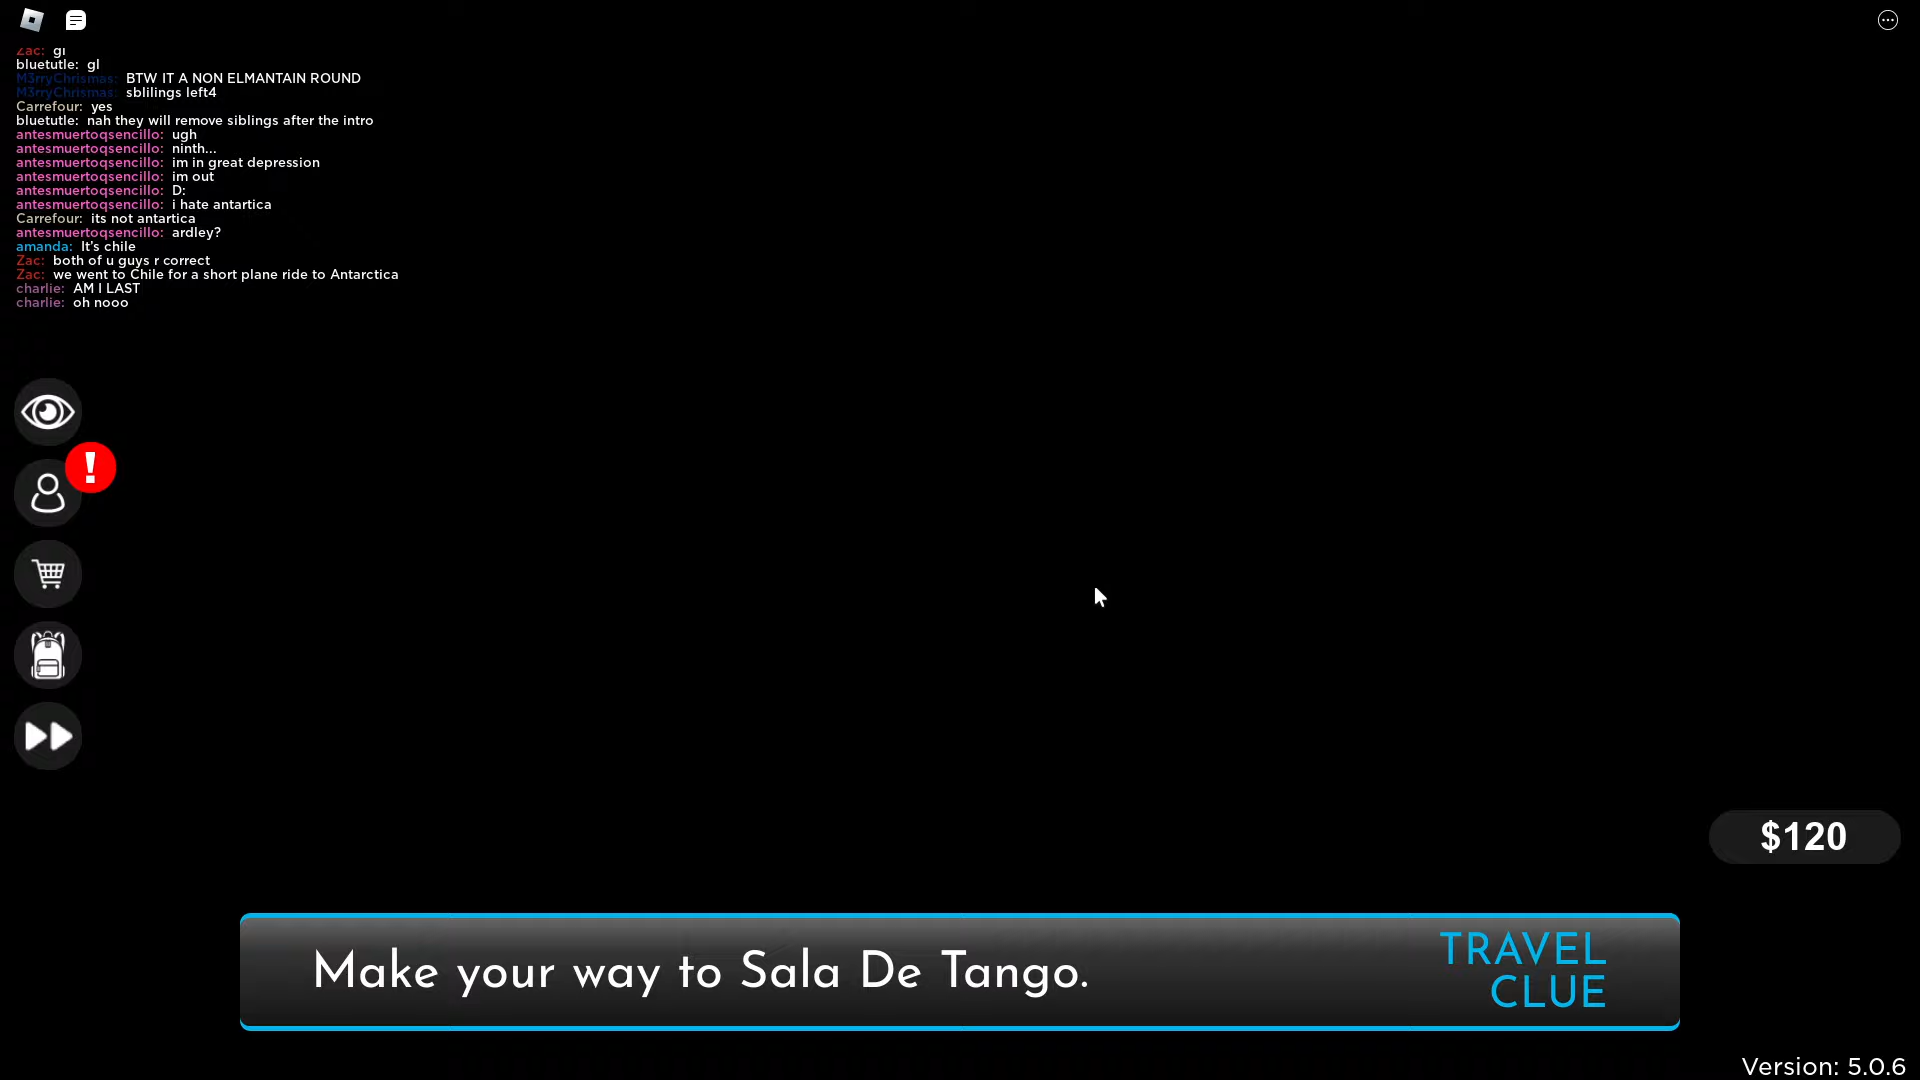 Zac: gl
bluetutle: gl
M3rryChrismas: BTW IT A NON ELMANTAIN ROUND
M3rryChrismas: sblilings left4
Carrefour: yes
bluetutle: nah they will remove siblings after the intro
antesmuertoqsencillo: ugh
antesmuertoqsencillo: ninth...
antesmuertoqsencillo: im in great depression
antesmuertoqsencillo: im out
antesmuertoqsencillo: D:
antesmuertoqsencillo: i hate antartica
Carrefour: its not antartica
antesmuertoqsencillo: ardley?
amanda: It's chile
Zac: both of u guys r correct
Zac: we went to Chile for a short plane ride to Antarctica
charlie: AM I LAST
charlie: oh nooo
!
$120
Make your way to Sala De Tango.
TRAVEL
CLUE
Version: 5.0.6